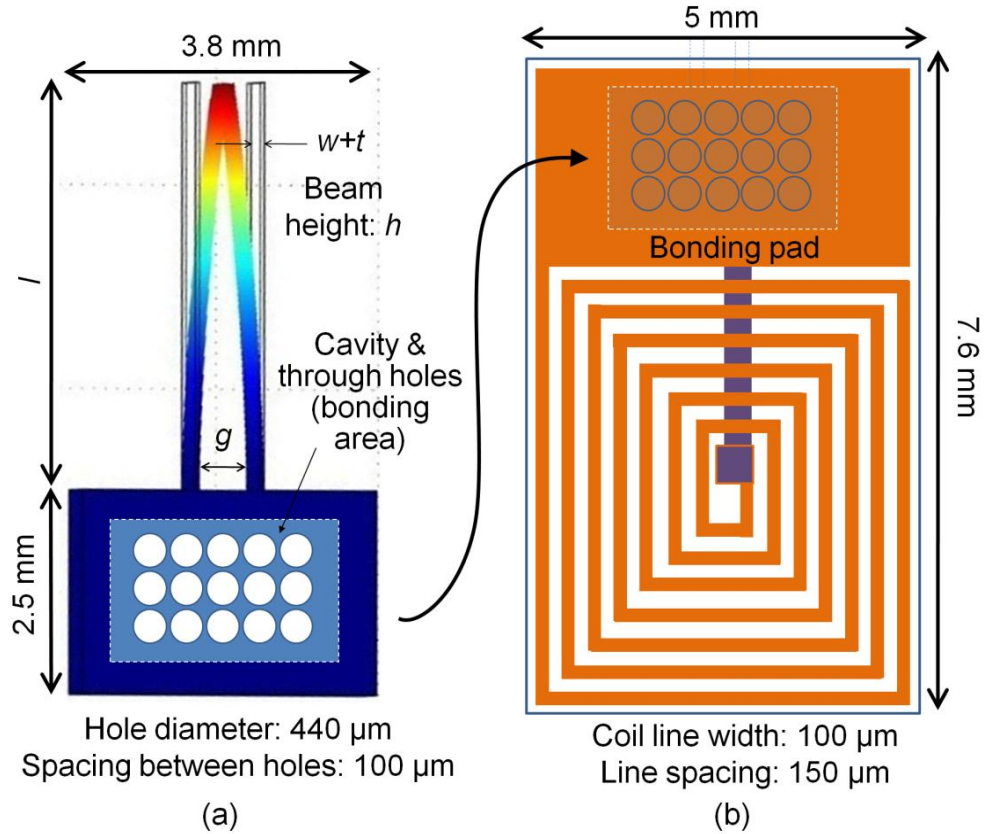 3.8 mm
l
w+t
Beam
height: h
Cavity &
through holes
(bonding
area)
g
2.5 mm
Hole diameter: 440 µm
Spacing between holes: 100 µm
(a)
5 mm
Bonding pad
7.6 mm
Coil line width: 100 µm
Line spacing: 150 µm
(b)